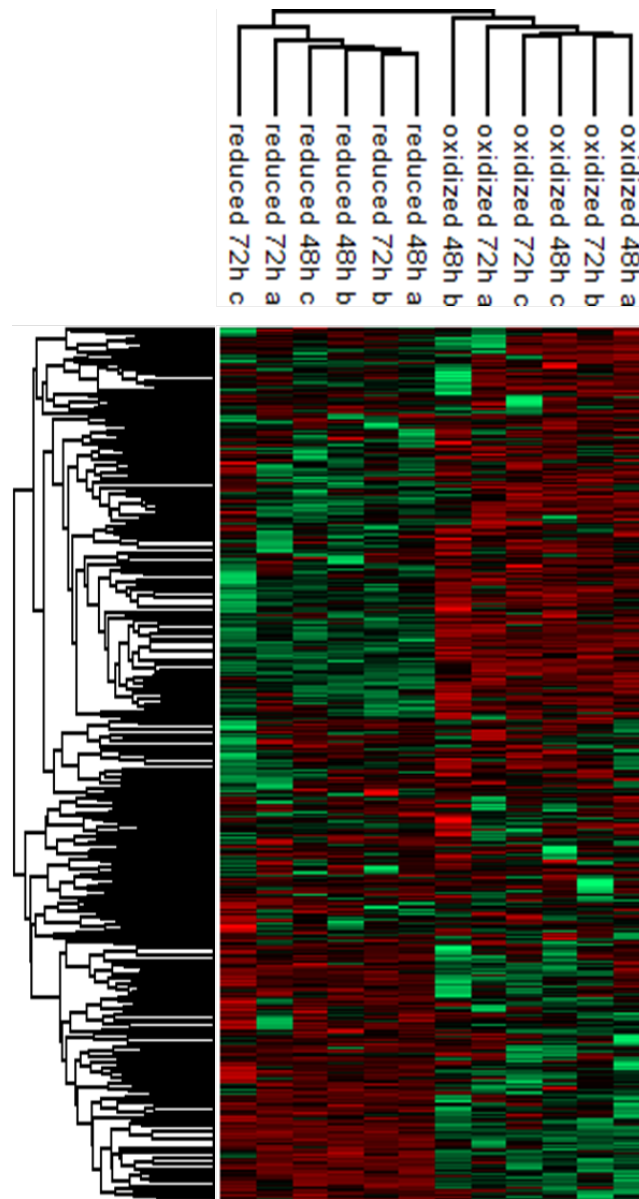 reduced 72h c
reduced 72h a
reduced 48h c
reduced 48h b
reduced 72h b
reduced 48h a
oxidized 48h b
oxidized 72h a
oxidized 72h c
oxidized 48h c
oxidized 72h b
oxidized 48h a